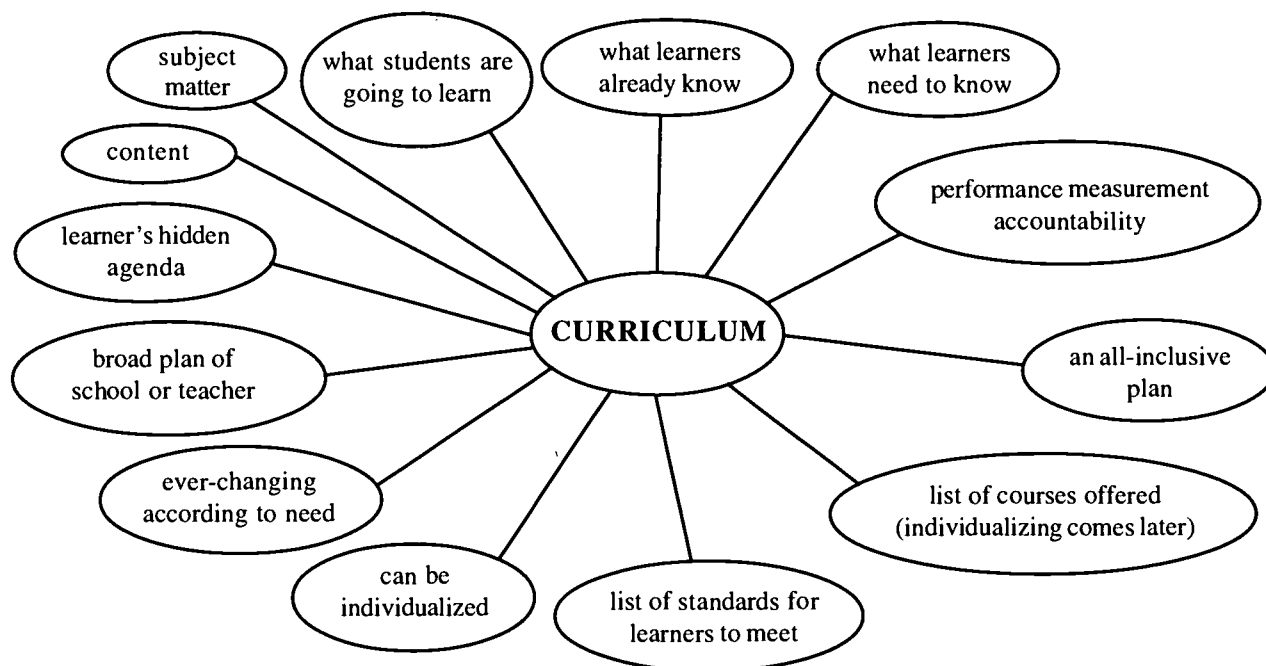 subject
matter
what students are
going to learn
what learners
already know
what learners
need to know
content
performance measurement
accountability
learner's hidden
agenda
CURRICULUM
broad plan of
school or teacher
an all-inclusive
plan
ever-changing
according to need
list of courses offered
(individualizing comes later)
can be
individualized
list of standards for
learners to meet